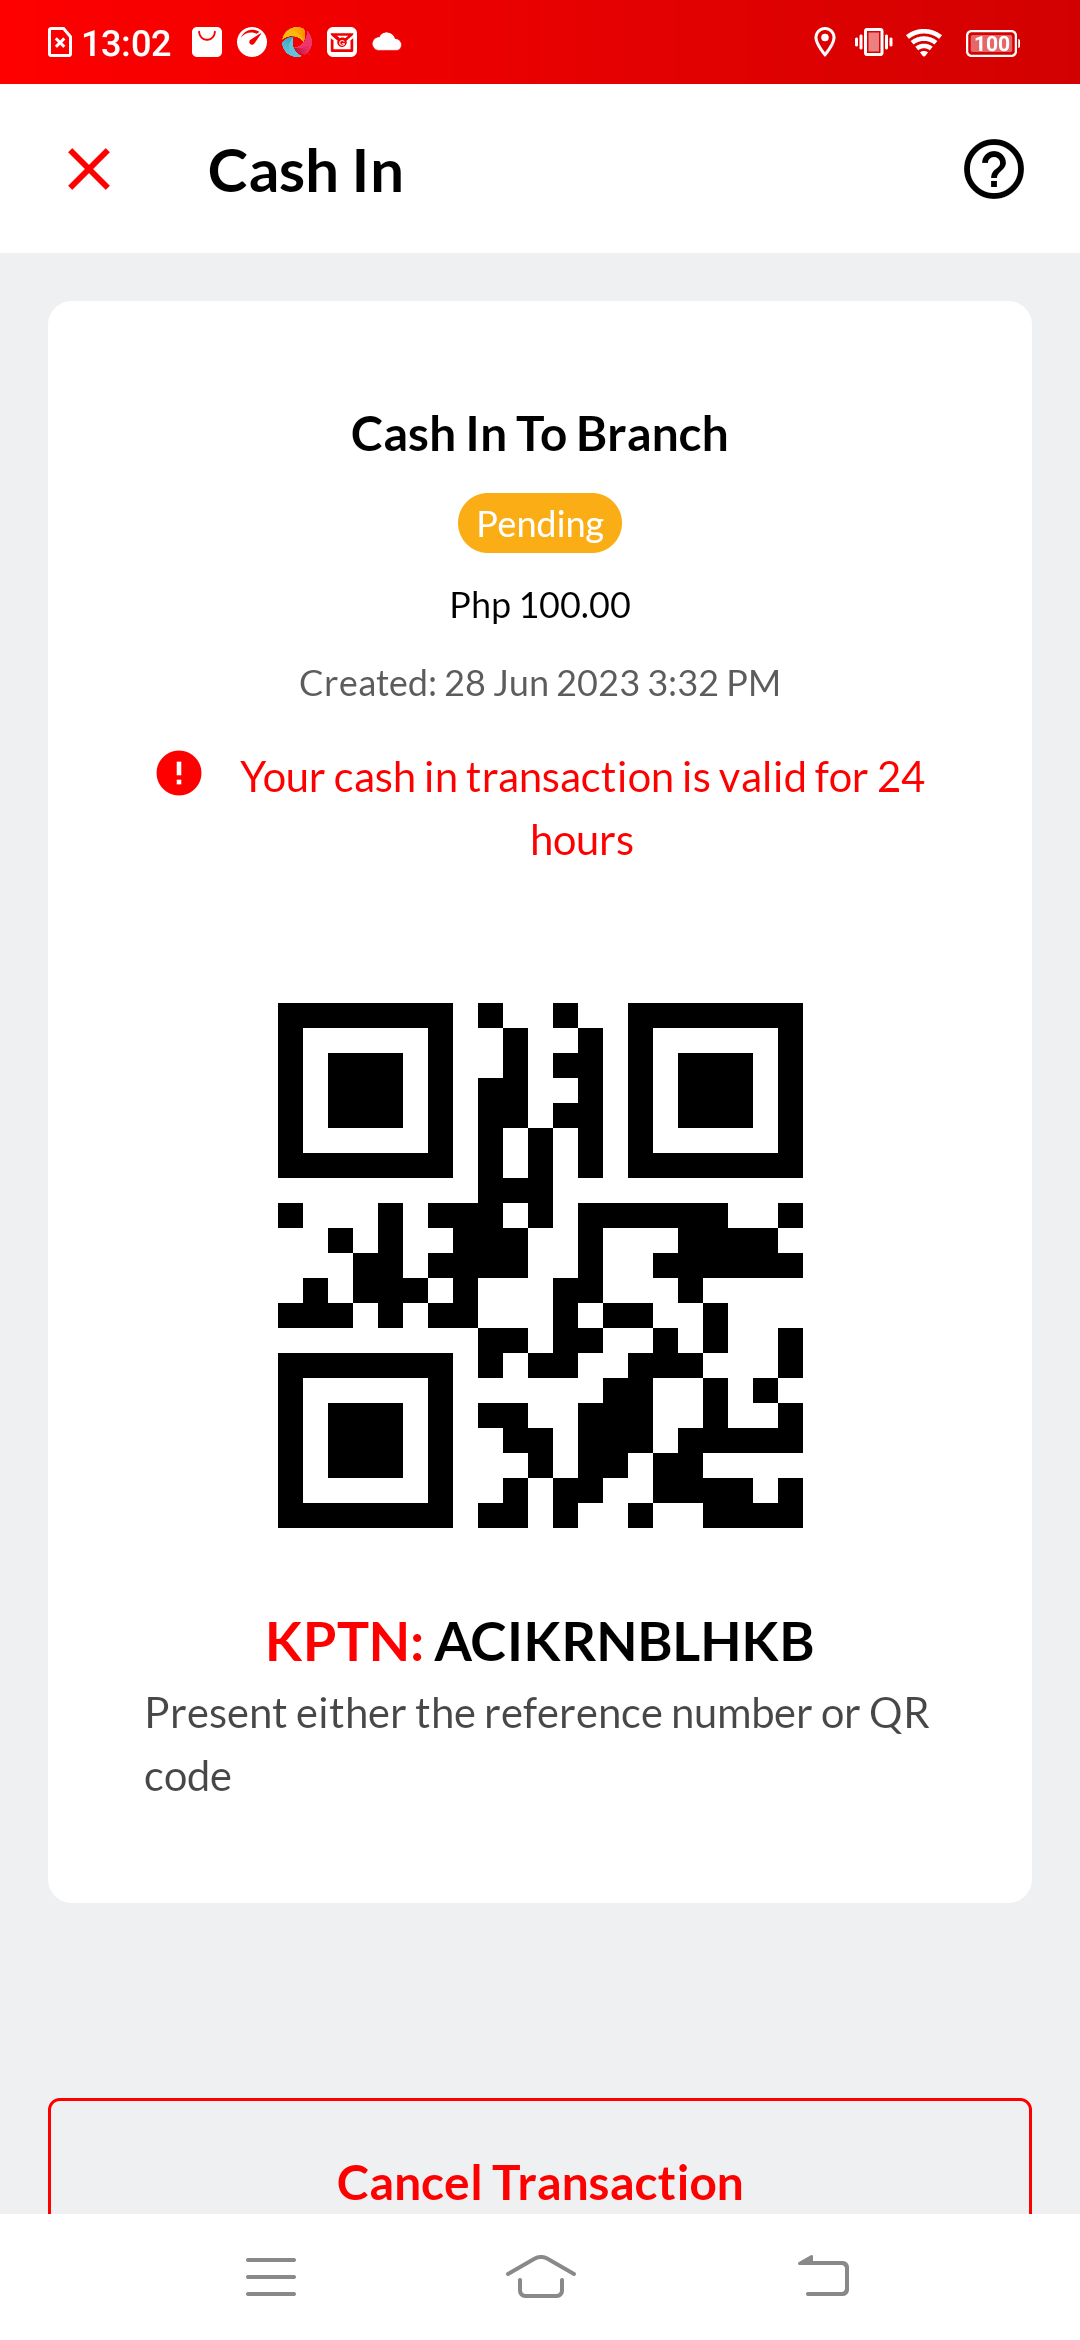 13:02
100
Cash In
Cash In To Branch
Pending
Php 100.00
Created: 28 Jun 2023 3:32 PM
Your cash in transaction is valid for 24
hours
KPTN: ACIKRNBLHKB
Present either the reference number or QR
code
Cancel Transaction